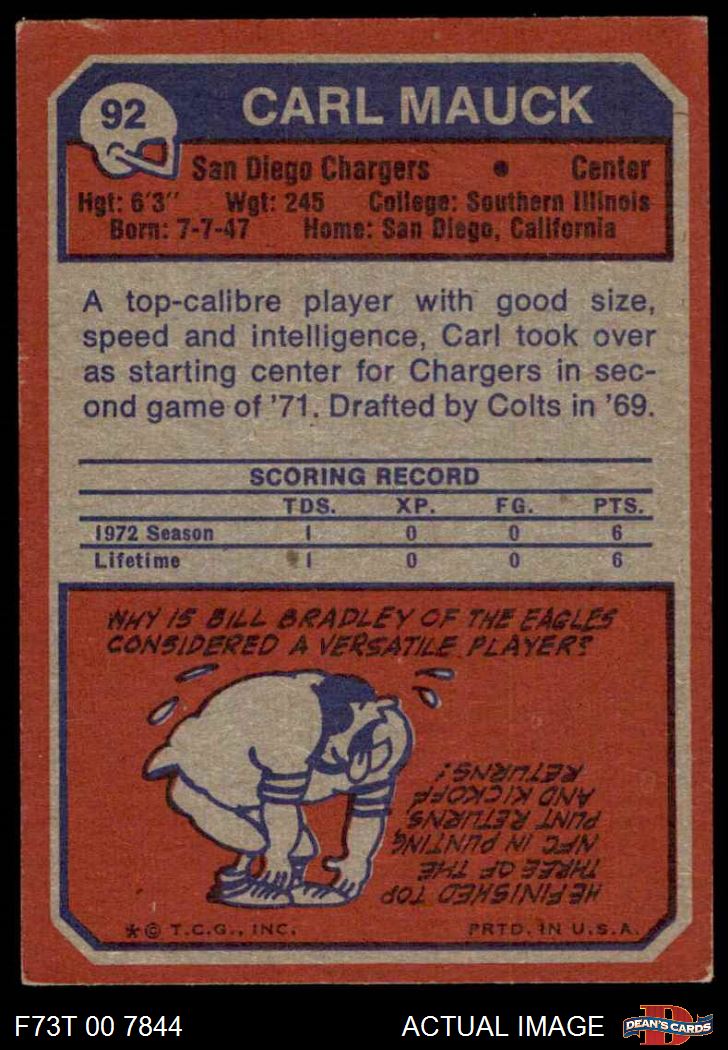 92
CARL MAUCK
San Diego Chargers • Center
Hgt: 6'3" Wgt: 245 College: Southern Illinois
Born: 7-7-47 Home: San Diego, California
A top-calibre player with good size,
speed and intelligence, Carl took over
as starting center for Chargers in sec-
ond game of '71. Drafted by Colts in '69.
SCORING RECORD
TDS. XP. FG. PTS.
1972 Season 1 0 0 6
Lifetime 1 0 0 6
WHY IS BILL BRADLEY OF THE EAGLES
CONSIDERED A VERSATILE PLAYER?
HE FINISHED TOP
THREE OF THE
NFC IN PUNTING,
PUNT RETURNS
AND KICKOFF
RETURNS!
*© T.C.G., INC. PRTD. IN U.S.A.
F73T 00 7844 ACTUAL IMAGE D DEAN'S CARDS